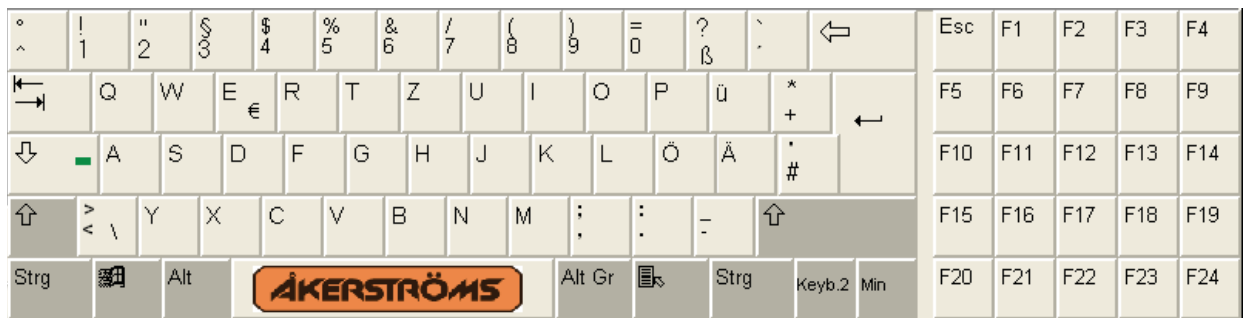 ° ! " § $ % & / ( ) = ? ` Esc F1 F2 F3 F4
^ 1 2 3 4 5 6 7 8 9 0 ß ´
Q W E € R T Z U I O P ü * + F5 F6 F7 F8 F9
A S D F G H J K L Ö Ä ' # F10 F11 F12 F13 F14
> < \ Y X C V B N M ; , : . _ - F15 F16 F17 F18 F19
Strg Alt ÅKERSTRÖMS Alt Gr Strg Keyb.2 Min F20 F21 F22 F23 F24